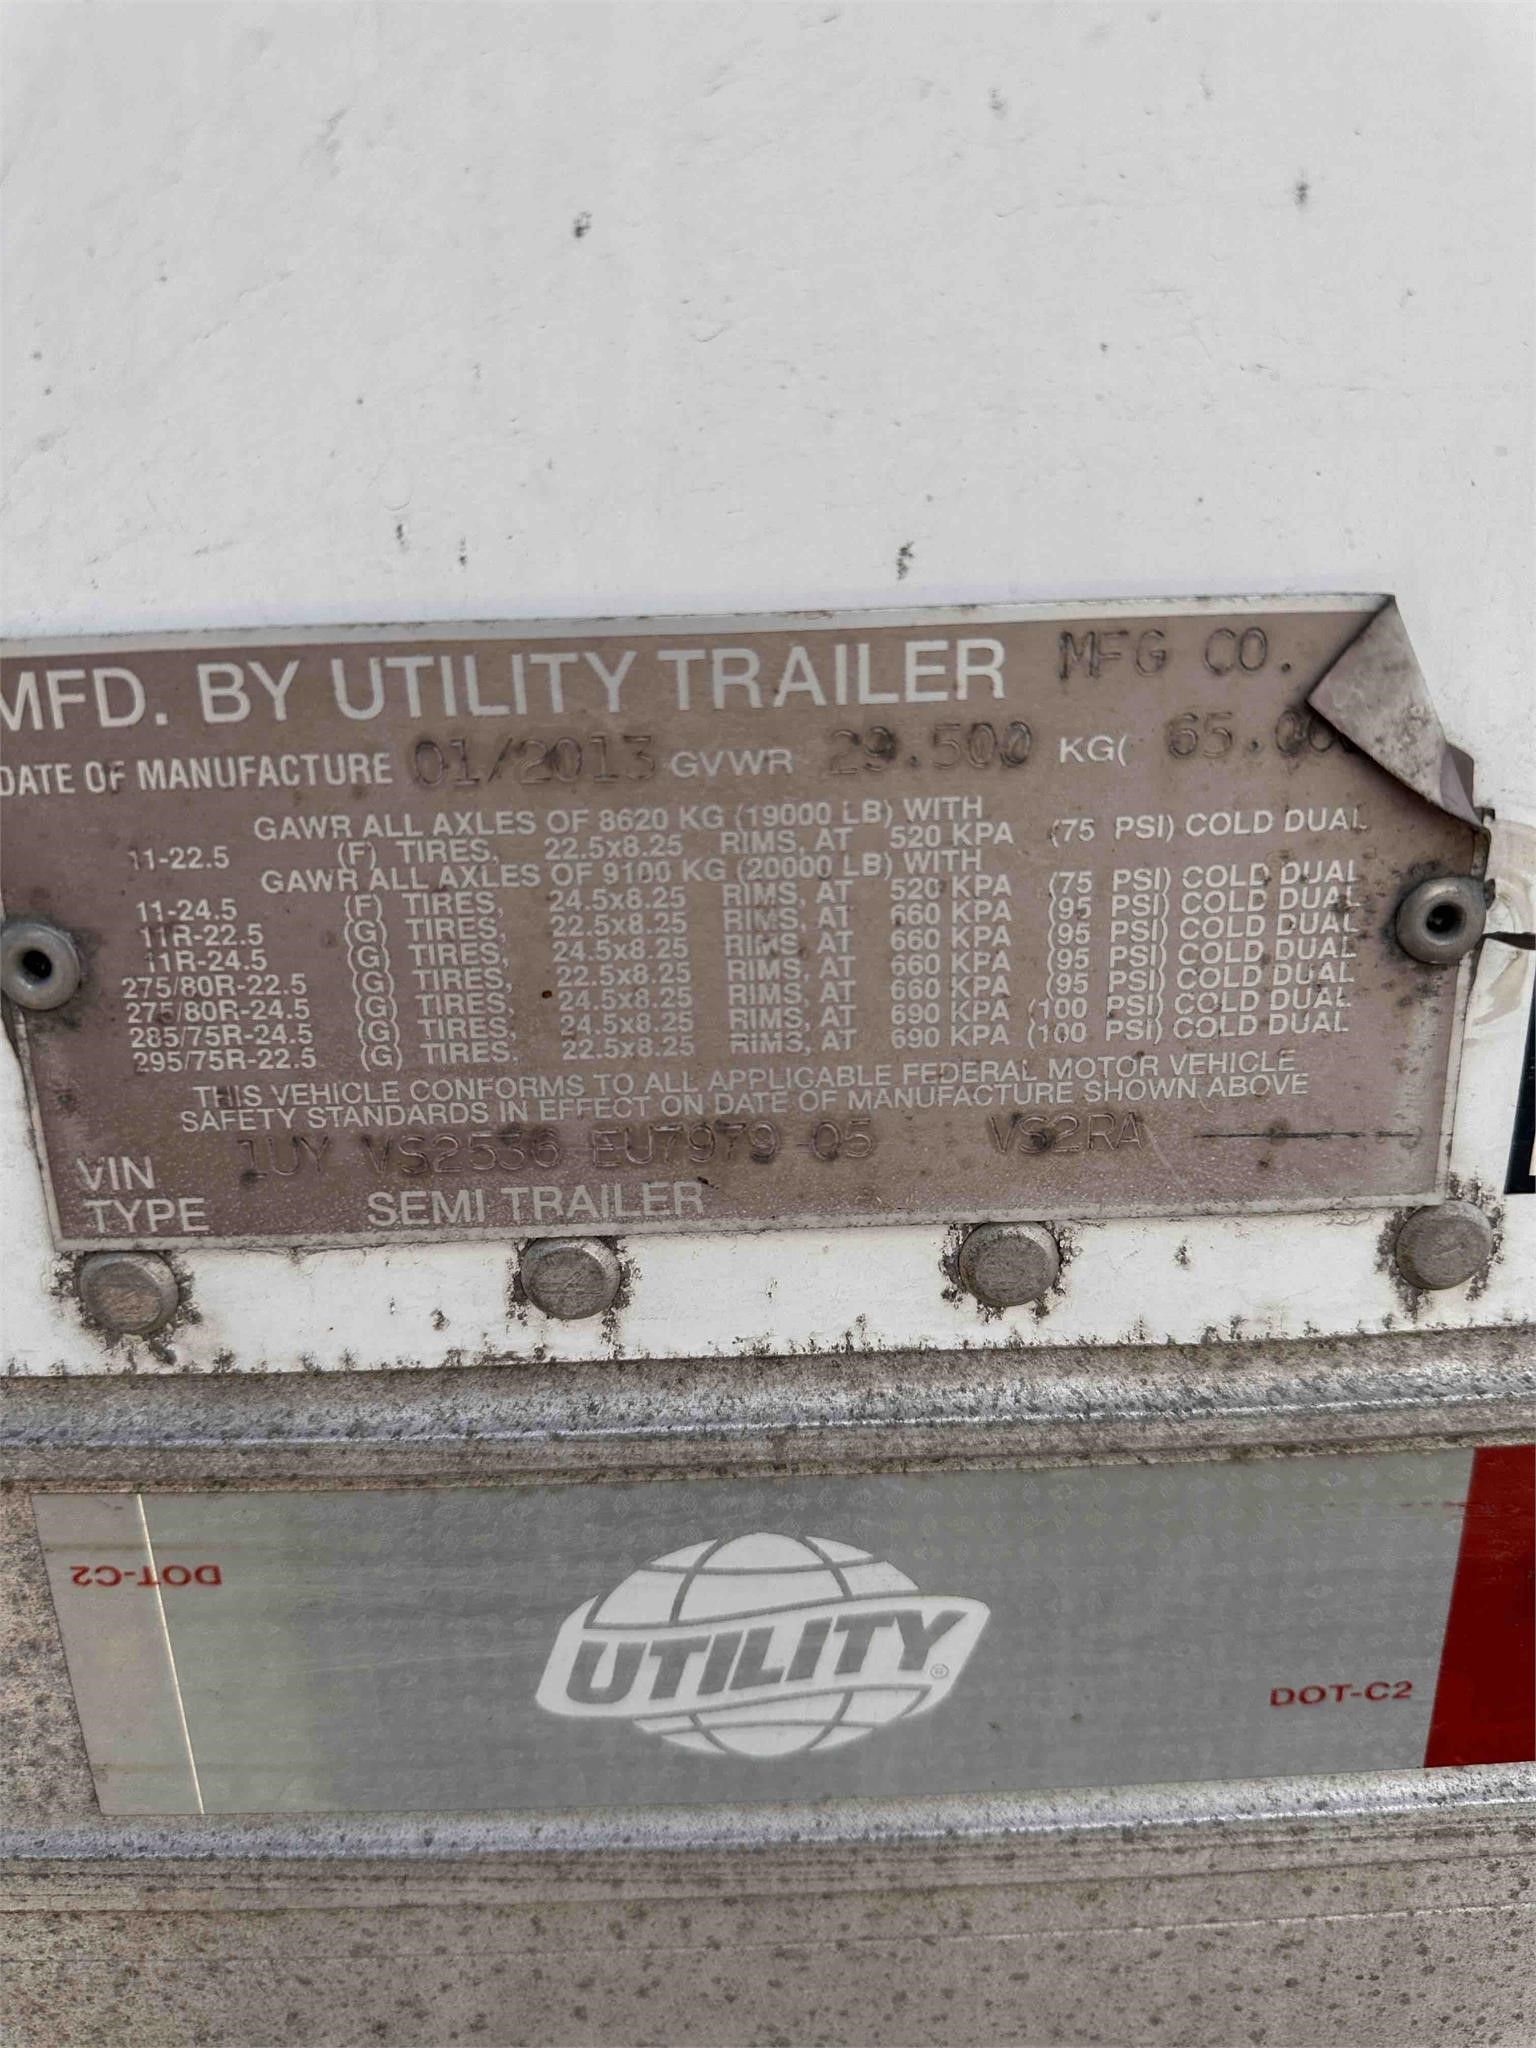 MFD. BY UTILITY TRAILER MFG CO.
DATE OF MANUFACTURE 01/2013 GVWR 29.500 KG( 65.000
GAWR ALL AXLES OF 8620 KG (19000 LB) WITH
11-22.5 (F) TIRES, 22.5x8.25 RIMS, AT 520 KPA (75 PSI) COLD DUAL
GAWR ALL AXLES OF 9100 KG (20000 LB) WITH
11-24.5 (F) TIRES, 24.5x8.25 RIMS, AT 520 KPA (75 PSI) COLD DUAL
11R-22.5 (G) TIRES, 22.5x8.25 RIMS, AT 660 KPA (95 PSI) COLD DUAL
11R-24.5 (G) TIRES, 24.5x8.25 RIMS, AT 660 KPA (95 PSI) COLD DUAL
275/80R-22.5 (G) TIRES, 22.5x8.25 RIMS, AT 660 KPA (95 PSI) COLD DUAL
275/80R-24.5 (G) TIRES, 24.5x8.25 RIMS, AT 660 KPA (95 PSI) COLD DUAL
285/75R-24.5 (G) TIRES, 24.5x8.25 RIMS, AT 690 KPA (100 PSI) COLD DUAL
295/75R-22.5 (G) TIRES. 22.5x8.25 RIMS, AT 690 KPA (100 PSI) COLD DUAL
THIS VEHICLE CONFORMS TO ALL APPLICABLE FEDERAL MOTOR VEHICLE
SAFETY STANDARDS IN EFFECT ON DATE OF MANUFACTURE SHOWN ABOVE
VIN 1UY VS2536 EU7979 05 VS2RA
TYPE SEMI TRAILER
DOT-C2
UTILITY ®
DOT-C2